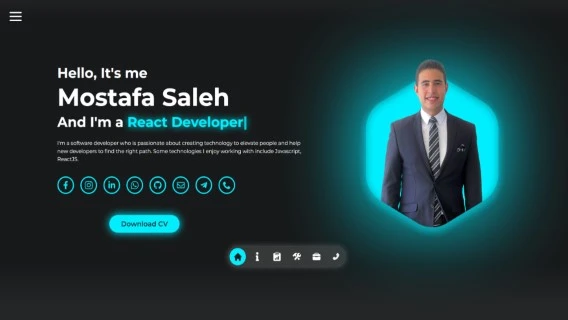 Hello, It's me
Mostafa Saleh
And I'm a React Developer|
I'm a software developer who is passionate about creating technology to elevate people and help
new developers to find the right path. Some technologies I enjoy working with include Javascript,
ReactJS.
Download CV